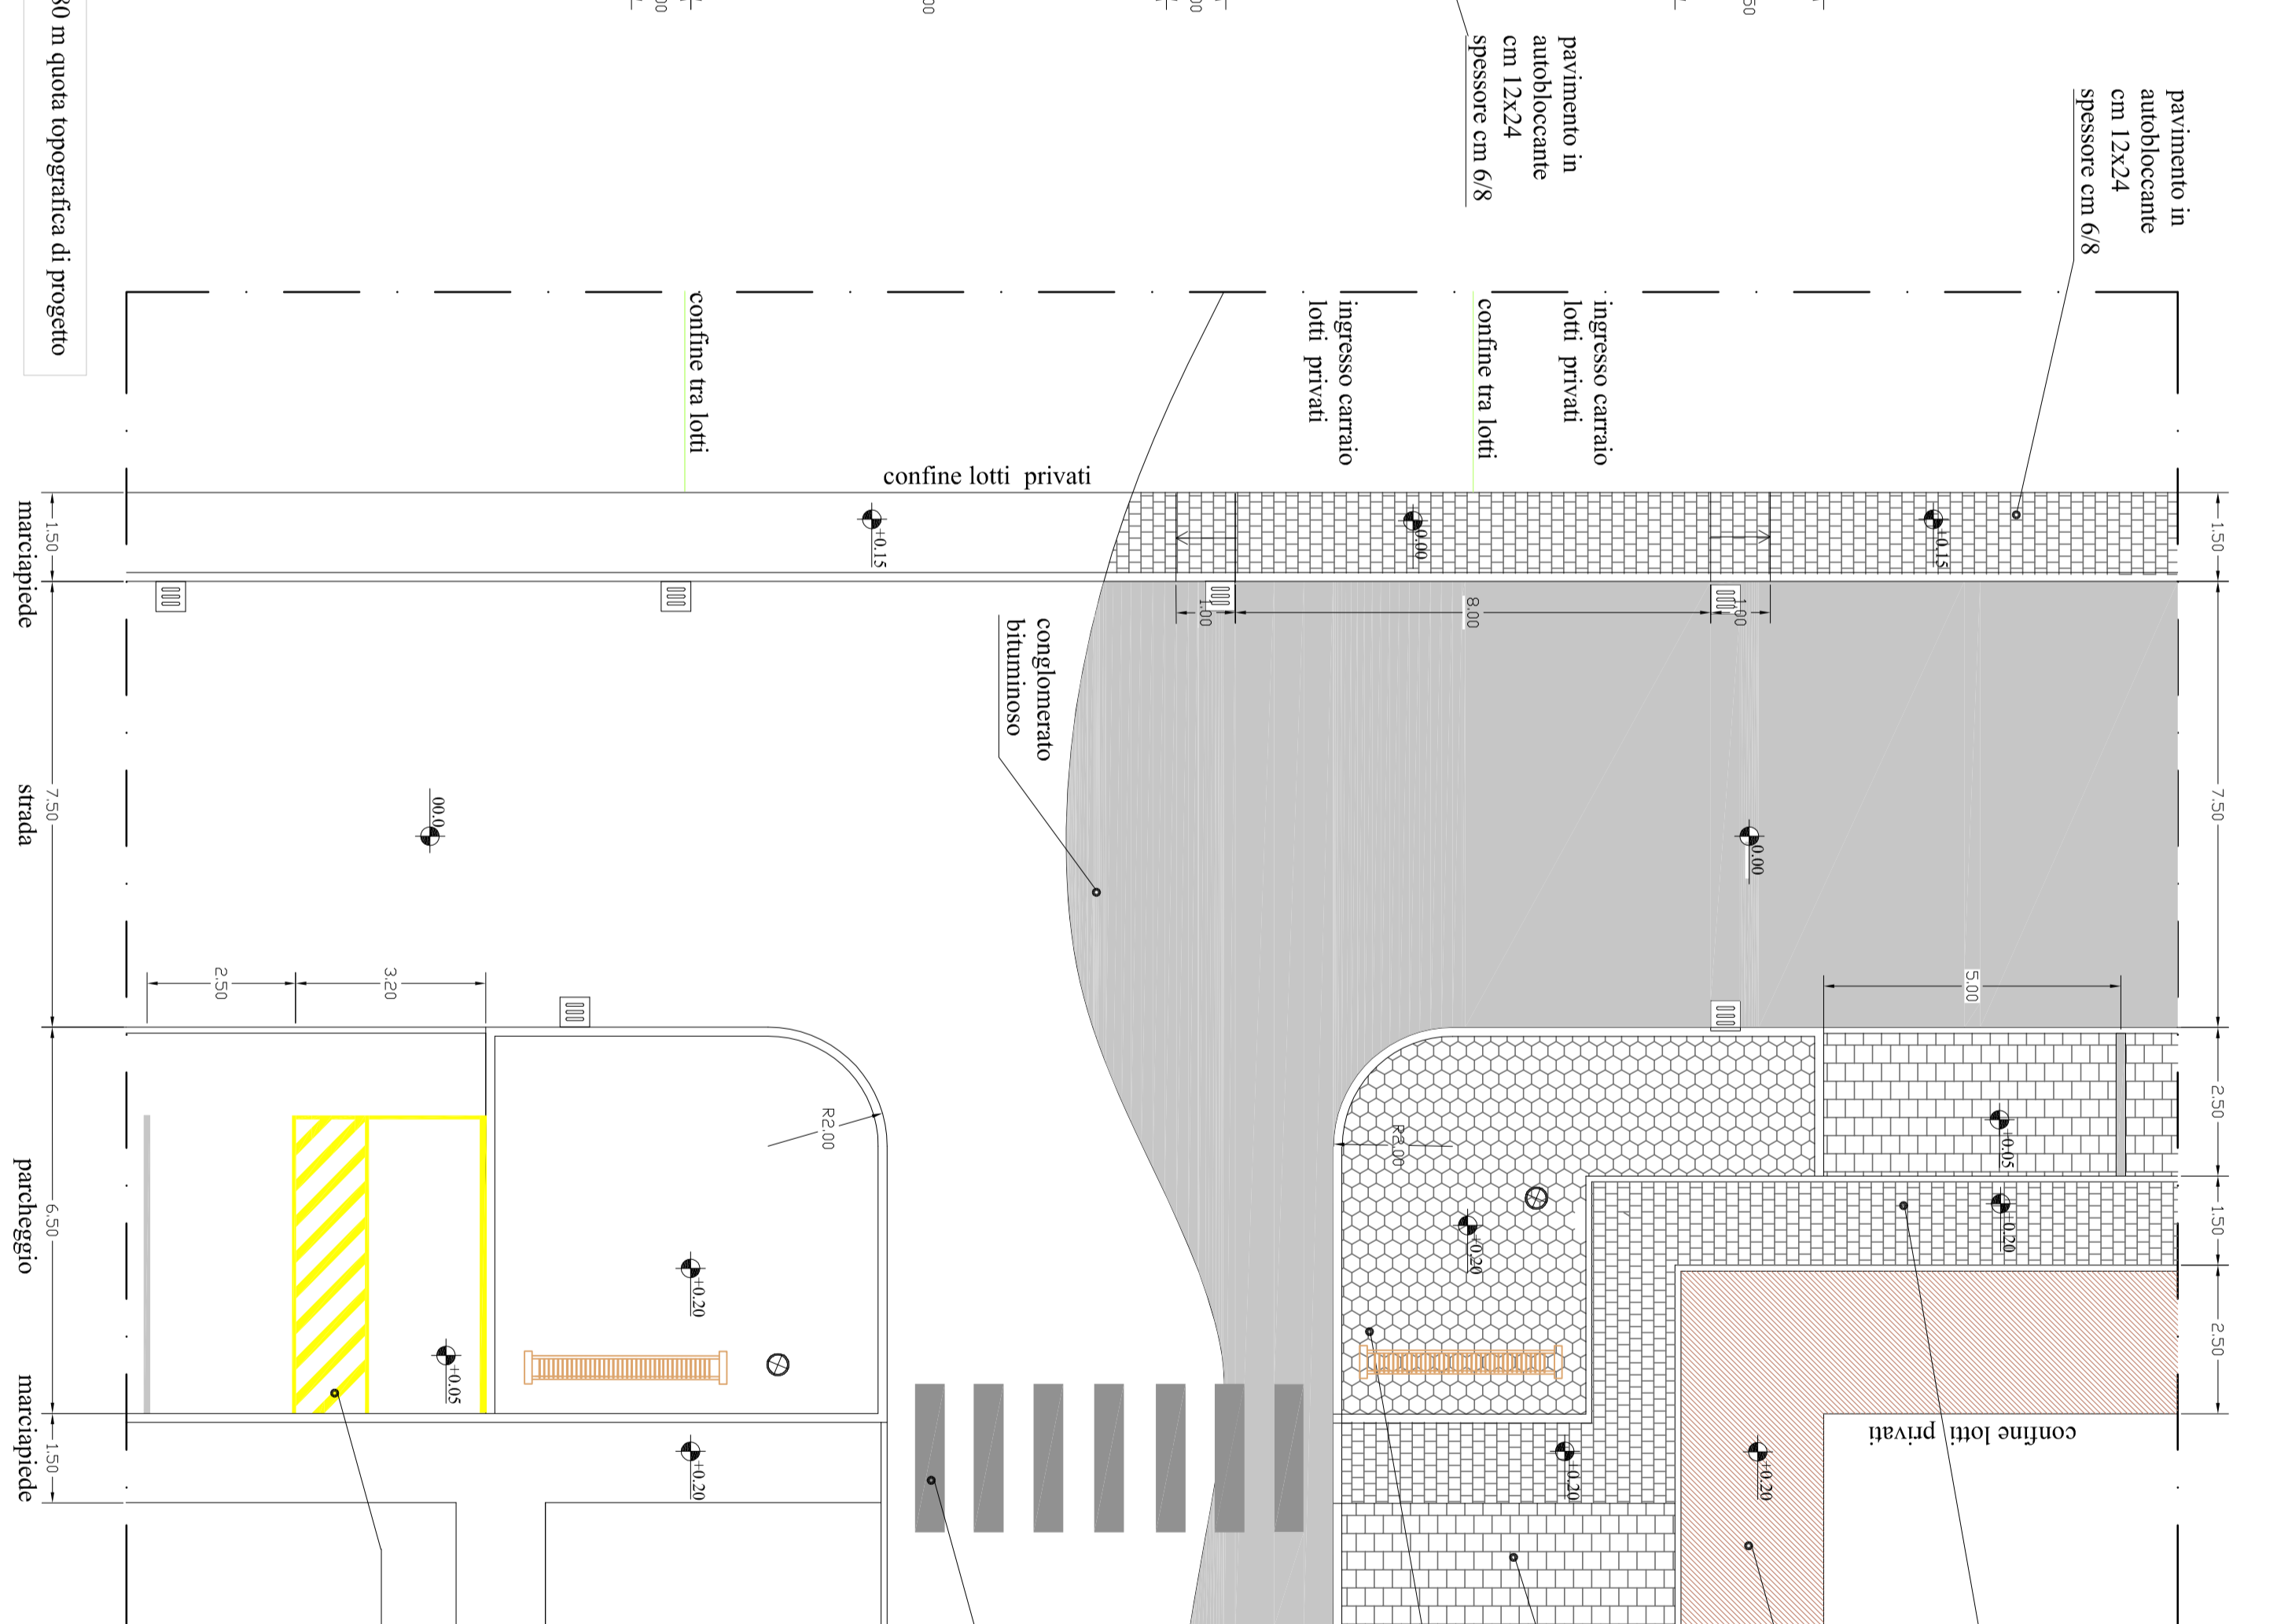 30 m quota topografica di progetto
pavimento in
autobloccante
cm 12x24
spessore cm 6/8
pavimento in
autobloccante
cm 12x24
spessore cm 6/8
confine tra lotti
ingresso carraio
lotti privati
confine tra lotti
ingresso carraio
lotti privati
confine lotti privati
marciapiede
1.50
+0.15
0.00
+0.15
1.50
1.00
8.00
1.00
conglomerato
bituminoso
strada
7.50
0.00
0.00
7.50
2.50
3.20
5.00
R2.00
R2.00
2.50
+0.05
parcheggio
6.50
+0.20
+0.20
+0.20
1.50
+0.05
2.50
confine lotti
privati
marciapiede
1.50
+0.20
+0.20
+0.20